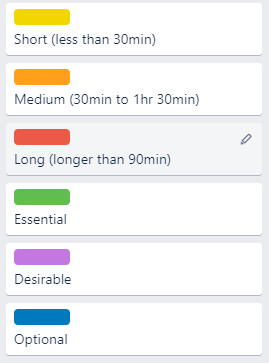 Short (less than 30min)
Medium (30min to 1hr 30min)
Long (longer than 90min)
Essential
Desirable
Optional